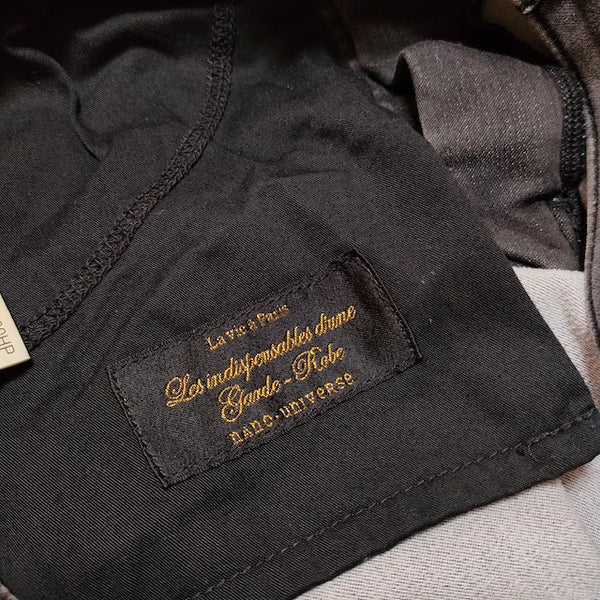 La vie à Paris
Les indispensables d'une
Garde-Robe
nano·universe